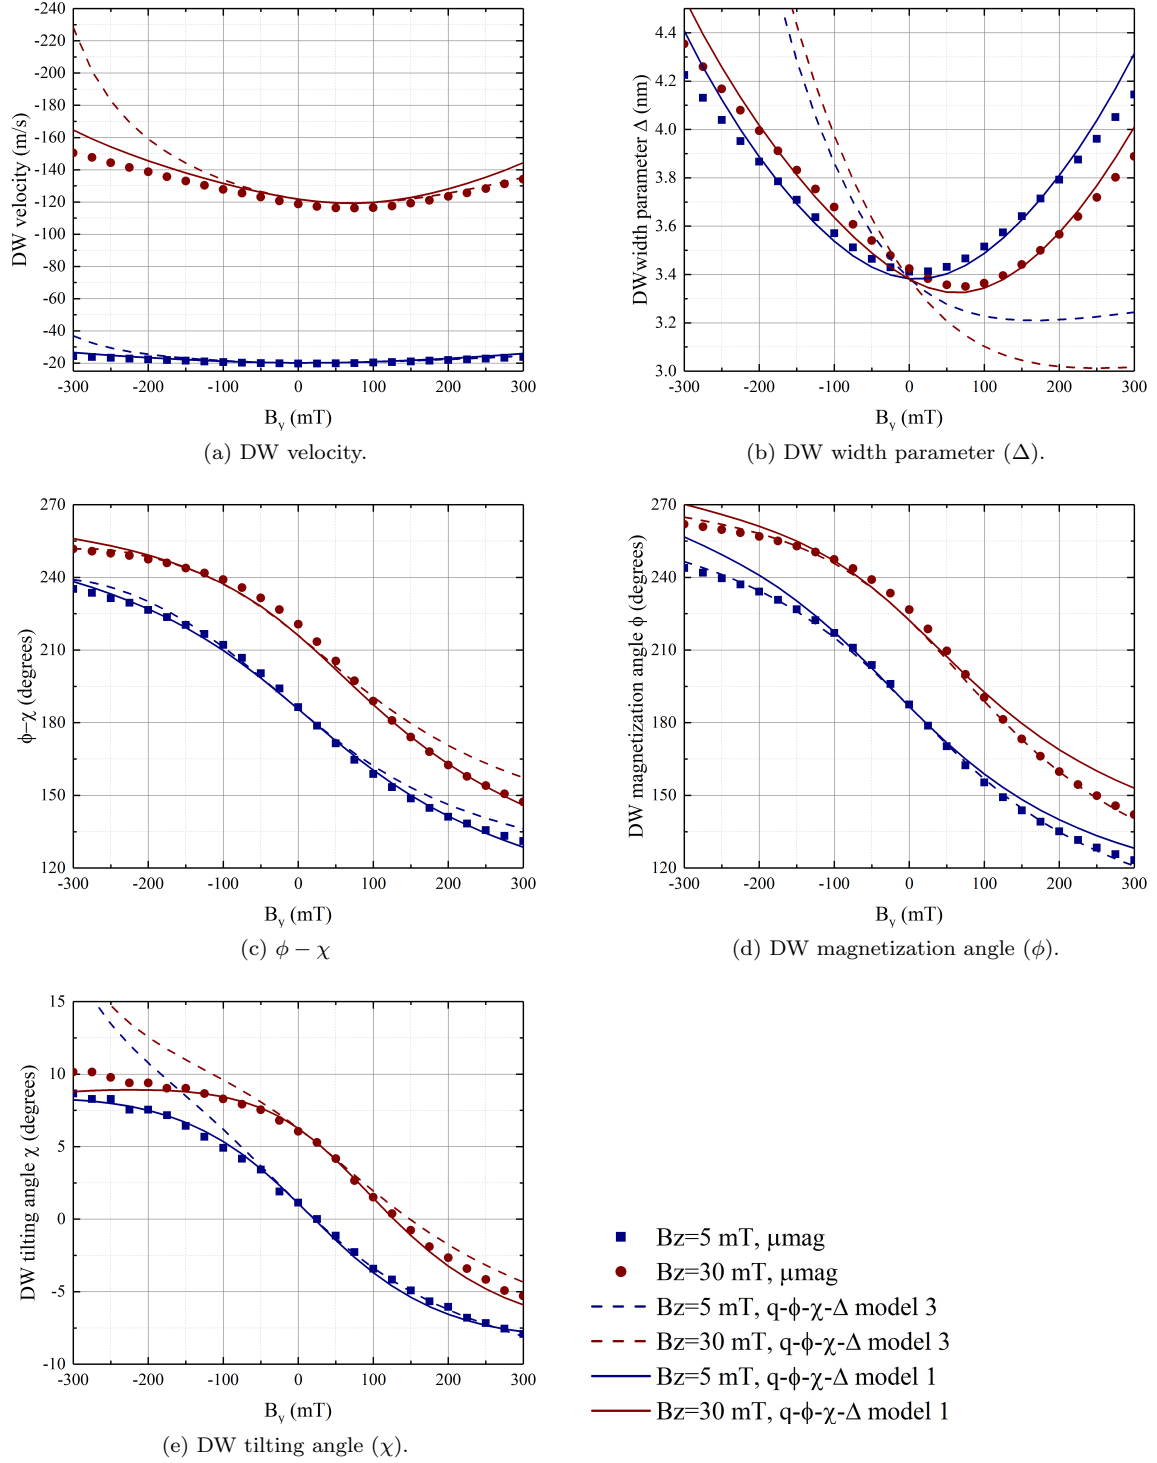 -240
-220
-200
-180
-160
-140
-120
-100
-80
-60
-40
-20
DW velocity (m/s)
-300 -200 -100 0 100 200 300
B_y (mT)
(a) DW velocity.
4.4
4.2
4.0
3.8
3.6
3.4
3.2
3.0
DWwidth parameter Δ (nm)
-300 -200 -100 0 100 200 300
B_y (mT)
(b) DW width parameter (Δ).
270
240
210
180
150
120
ϕ−χ (degrees)
-300 -200 -100 0 100 200 300
B_y (mT)
(c) ϕ − χ
270
240
210
180
150
120
DW magnetization angle ϕ (degrees)
-300 -200 -100 0 100 200 300
B_y (mT)
(d) DW magnetization angle (ϕ).
15
10
5
0
-5
-10
DW tilting angle χ (degrees)
-300 -200 -100 0 100 200 300
B_y (mT)
(e) DW tilting angle (χ).
Bz=5 mT, μmag
Bz=30 mT, μmag
Bz=5 mT, q-ϕ-χ-Δ model 3
Bz=30 mT, q-ϕ-χ-Δ model 3
Bz=5 mT, q-ϕ-χ-Δ model 1
Bz=30 mT, q-ϕ-χ-Δ model 1